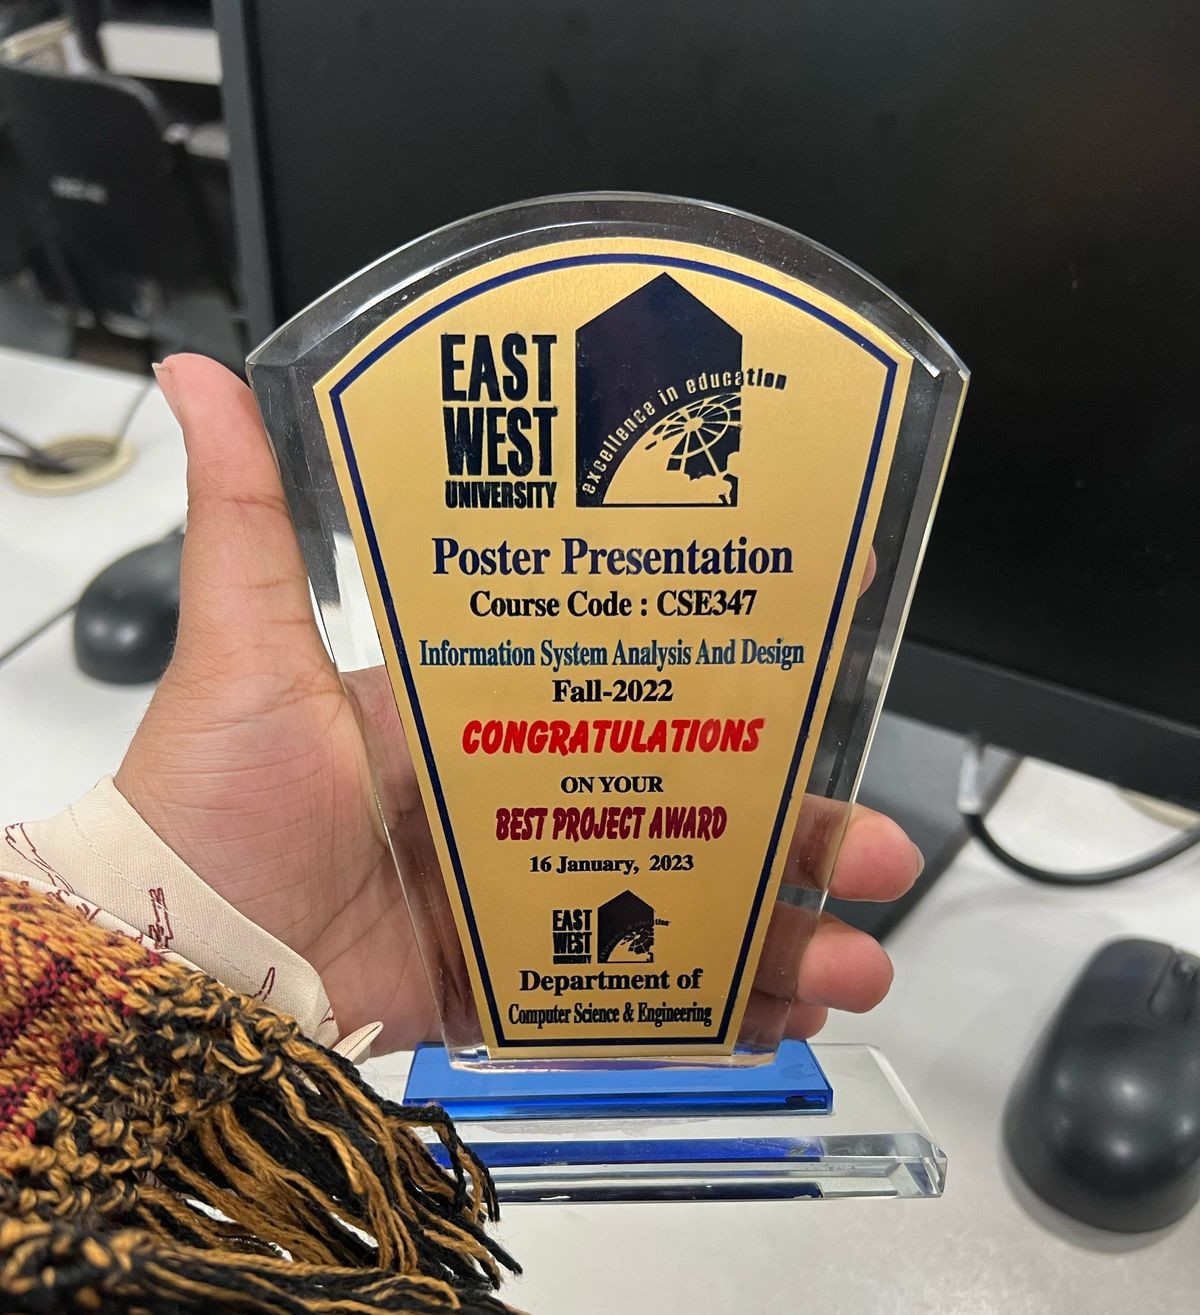 EAST
WEST
UNIVERSITY
excellence in education
Poster Presentation
Course Code : CSE347
Information System Analysis And Design
Fall-2022
CONGRATULATIONS
ON YOUR
BEST PROJECT AWARD
16 January, 2023
EAST
WEST
UNIVERSITY
Department of
Computer Science & Engineering